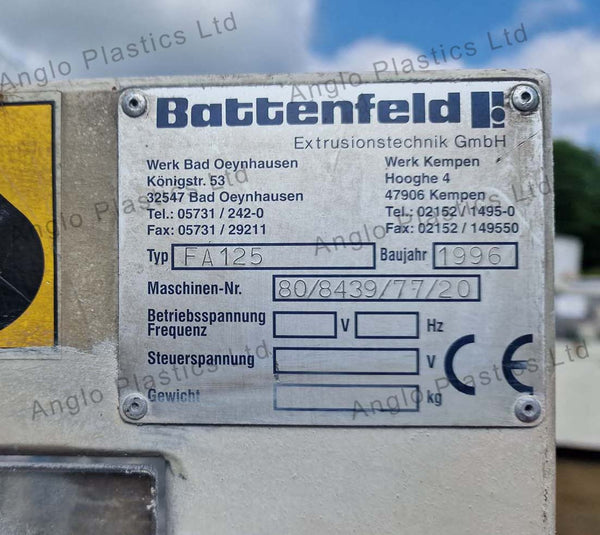 Battenfeld
Extrusionstechnik GmbH
Werk Bad Oeynhausen
Königstr. 53
32547 Bad Oeynhausen
Tel.: 05731 / 242-0
Fax: 05731 / 29211
Werk Kempen
Hooghe 4
47906 Kempen
Tel.: 02152 / 1495-0
Fax: 02152 / 149550
Typ FA125 Baujahr 1996
Maschinen-Nr. 80/8439/77/20
Betriebsspannung V Hz
Frequenz
Steuerspannung V
Gewicht kg
CE
Anglo Plastics Ltd
Anglo Plastics Ltd
Anglo Plastics Ltd
Anglo Plastics Ltd
Anglo Plastics Ltd
Anglo Plastics Ltd